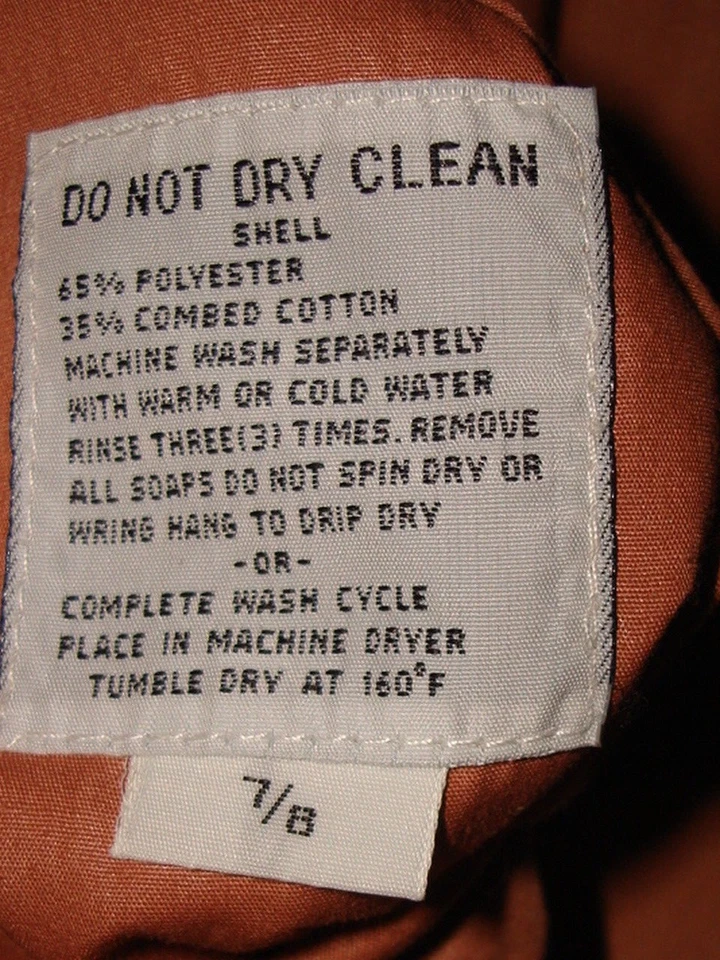 DO NOT DRY CLEAN
SHELL
65% POLYESTER
35% COMBED COTTON
MACHINE WASH SEPARATELY
WITH WARM OR COLD WATER
RINSE THREE(3) TIMES. REMOVE
ALL SOAPS DO NOT SPIN DRY OR
WRING HANG TO DRIP DRY
-OR-
COMPLETE WASH CYCLE
PLACE IN MACHINE DRYER
TUMBLE DRY AT 160°F
7/8